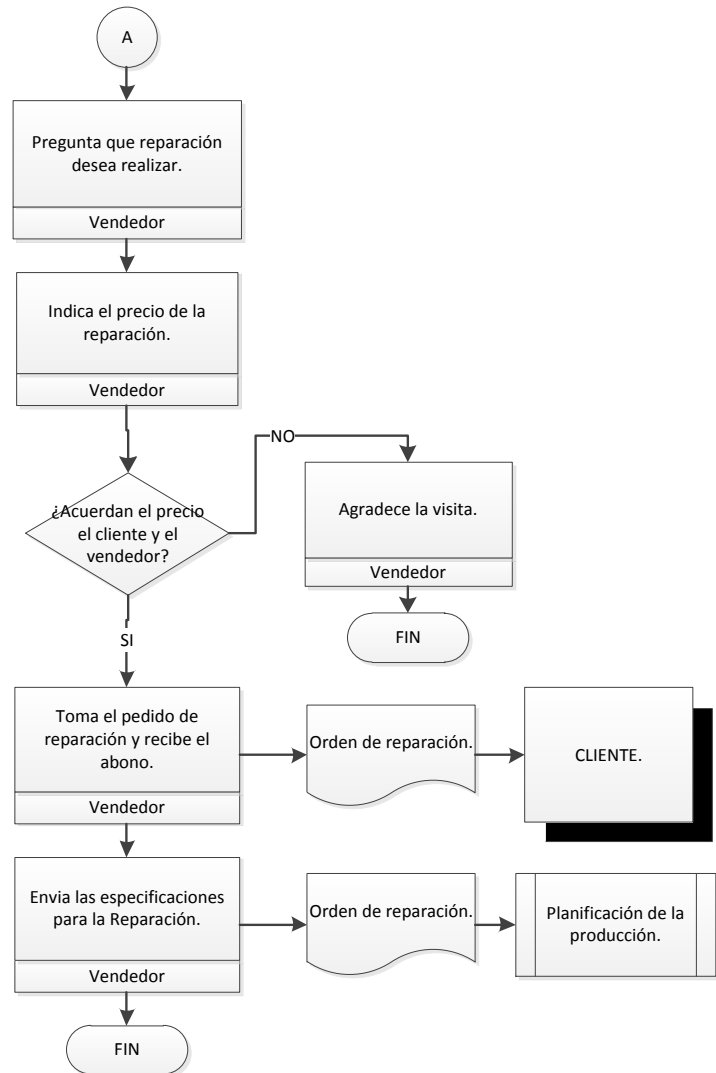 A
Pregunta que reparación
desea realizar.
Vendedor
Indica el precio de la
reparación.
Vendedor
¿Acuerdan el precio
el cliente y el
vendedor?
NO
Agradece la visita.
Vendedor
FIN
SI
Toma el pedido de
reparación y recibe el
abono.
Vendedor
Orden de reparación.
CLIENTE.
Envia las especificaciones
para la Reparación.
Vendedor
Orden de reparación.
Planificación de la
producción.
FIN